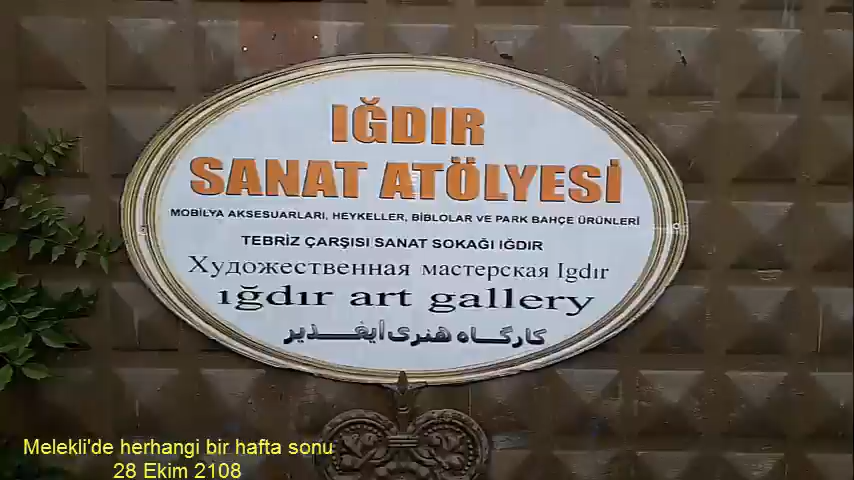 IĞDIR
SANAT ATÖLYESİ
MOBİLYA AKSESUARLARI, HEYKELLER, BİBLOLAR VE PARK BAHÇE ÜRÜNLERİ
TEBRİZ ÇARŞISI SANAT SOKAĞI IĞDIR
Художественная мастерская Igdır
ığdır art gallery
کارگاه هنری ایغدیر
Melekli'de herhangi bir hafta sonu
28 Ekim 2108